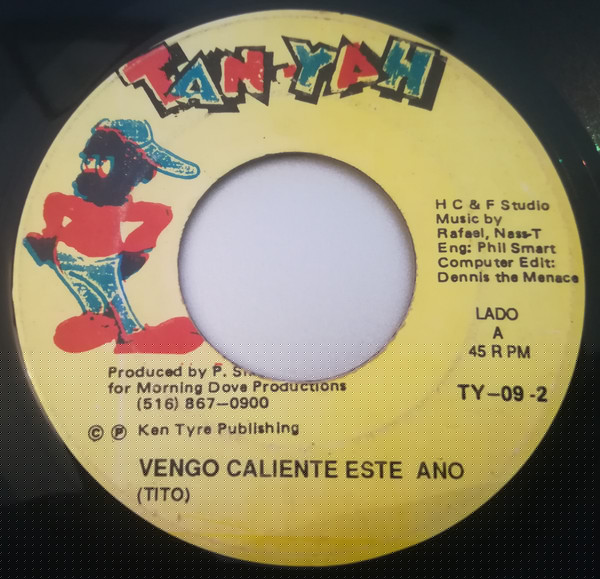 TAN-YAH
H C & F Studio
Music by
Rafael, Nass-T
Eng: Phil Smart
Computer Edit:
Dennis the Menace
LADO
A
45 RPM
TY-09-2
Produced by P.
for Morning Dove Productions
(516) 867-0900
© ℗ Ken Tyre Publishing
VENGO CALIENTE ESTE AÑO
(TITO)